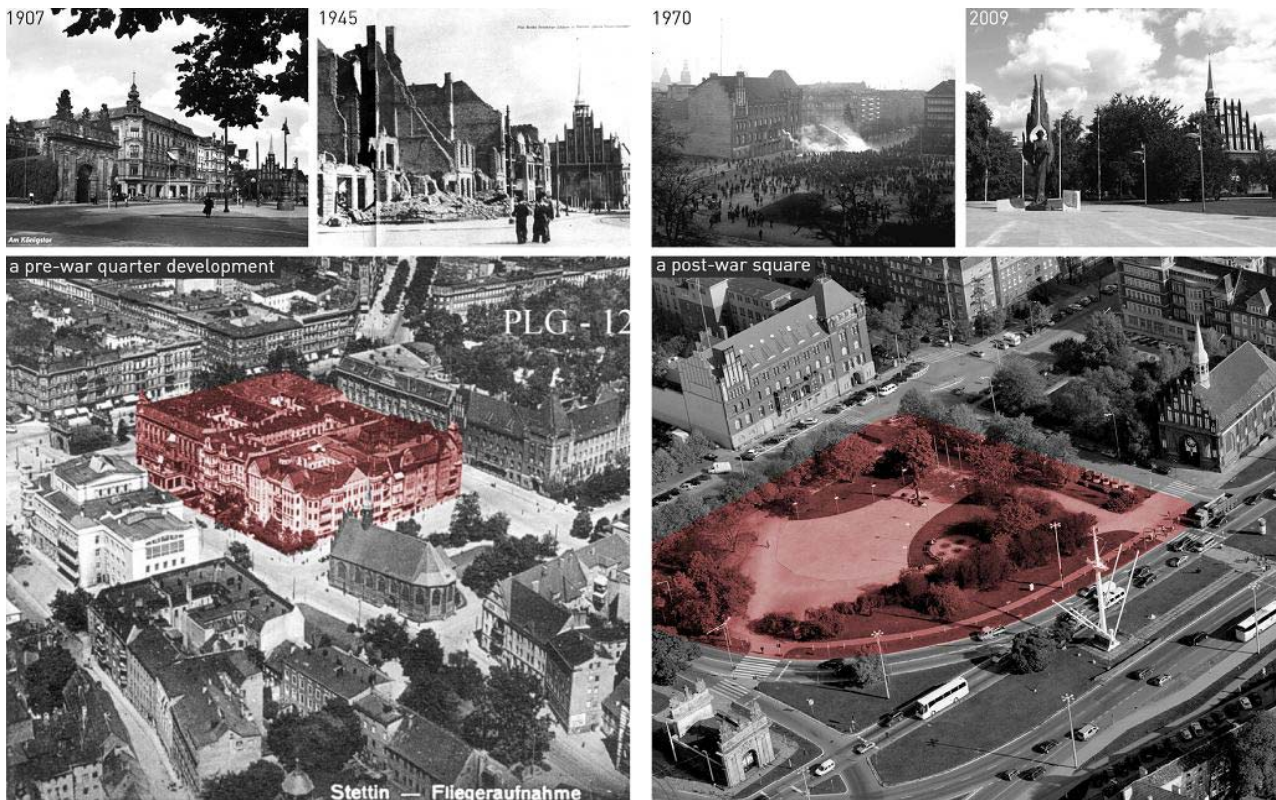 1907
1945
1970
2009
Am Königstor
a pre-war quarter development
a post-war square
PLG - 12
Stettin — Fliegeraufnahme